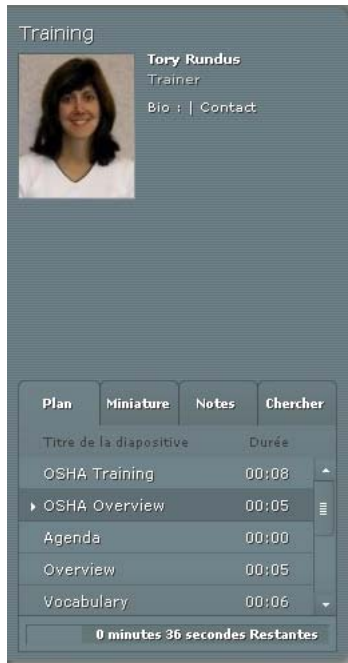 Training
Tory Rundus
Trainer
Bio : | Contact
Plan Miniature Notes Chercher
Titre de la diapositive Durée
OSHA Training 00:08
OSHA Overview 00:05
Agenda 00:00
Overview 00:05
Vocabulary 00:06
0 minutes 36 secondes Restantes